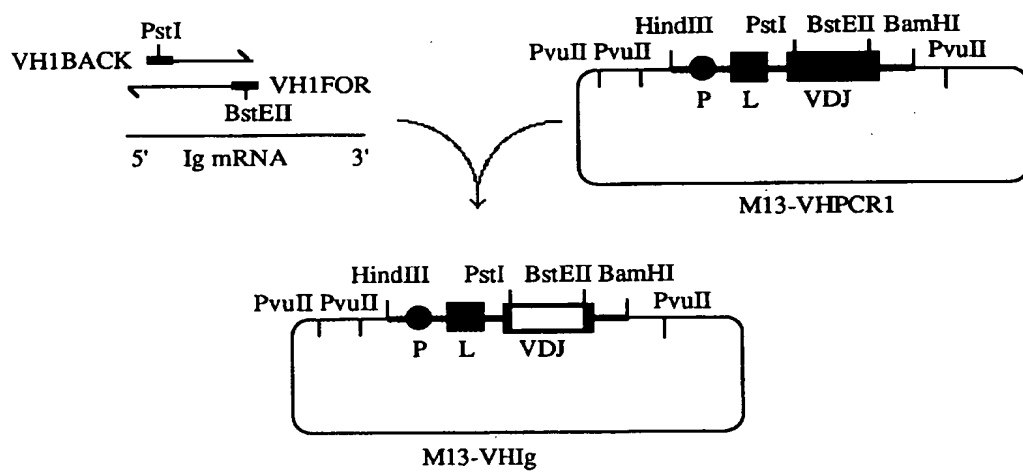 PstI
VH1BACK
VH1FOR
BstEII
5' Ig mRNA 3'
HindIII PstI BstEII BamHI
PvuII PvuII PvuII
P L VDJ
M13-VHPCR1
HindIII PstI BstEII BamHI
PvuII PvuII PvuII
P L VDJ
M13-VHIg